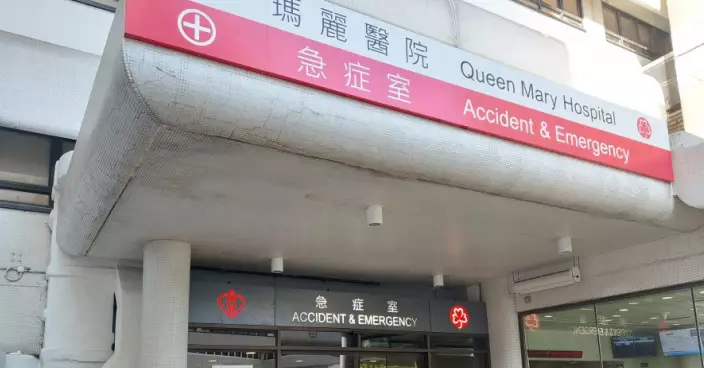 瑪麗醫院 Queen Mary Hospital
急症室 Accident & Emergency
急症室
ACCIDENT & EMERGENCY